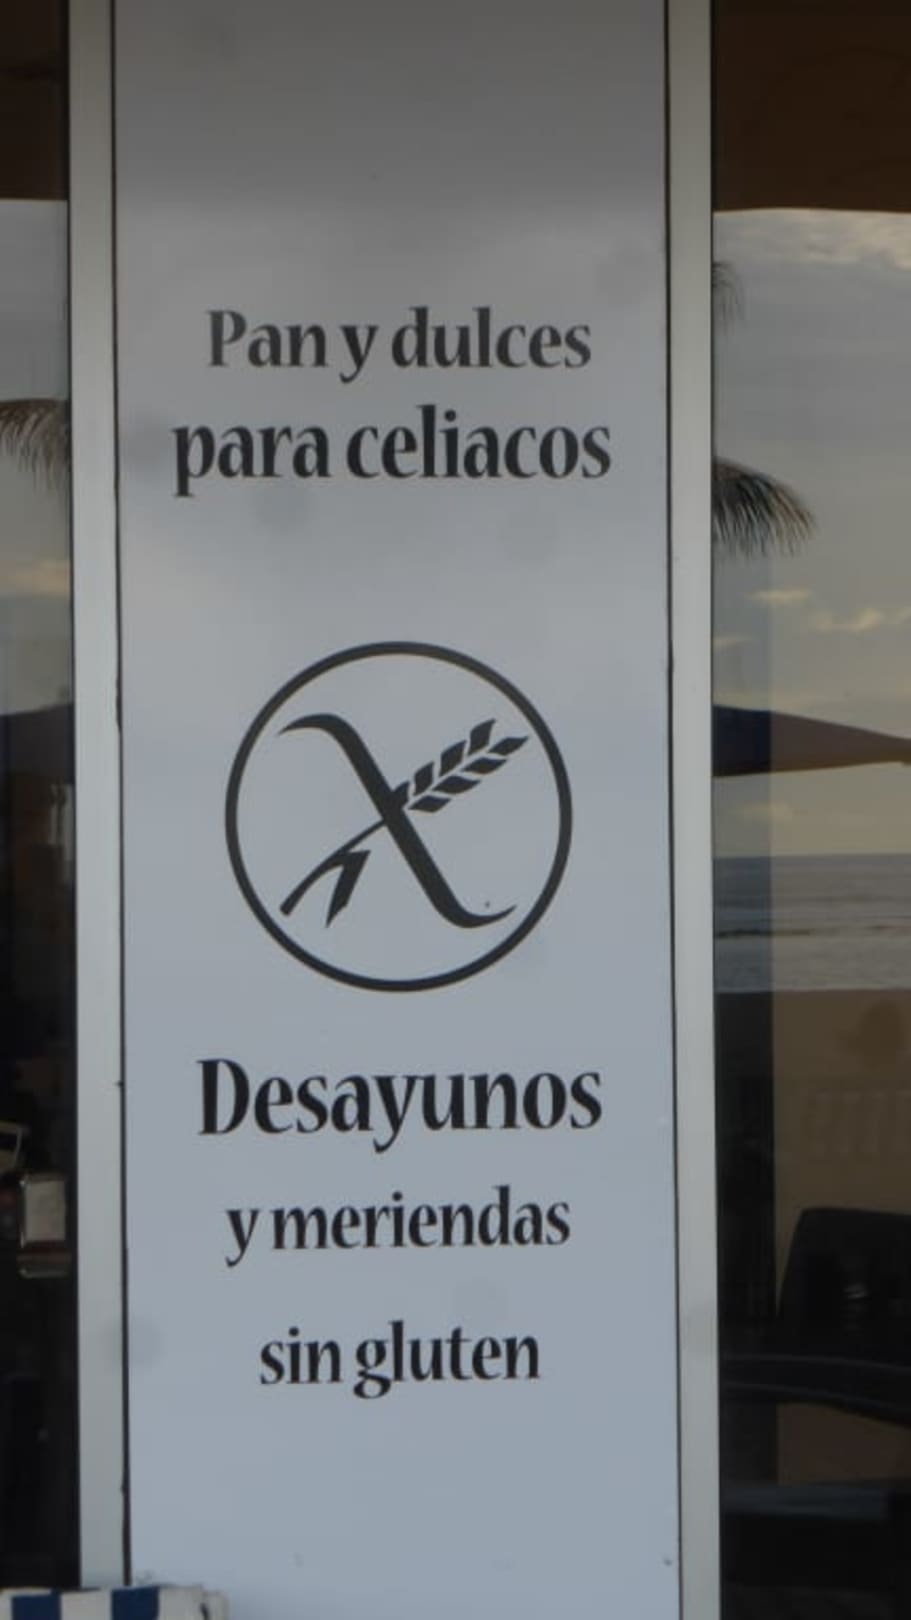 Pan y dulces
para celiacos
Desayunos
y meriendas
sin gluten